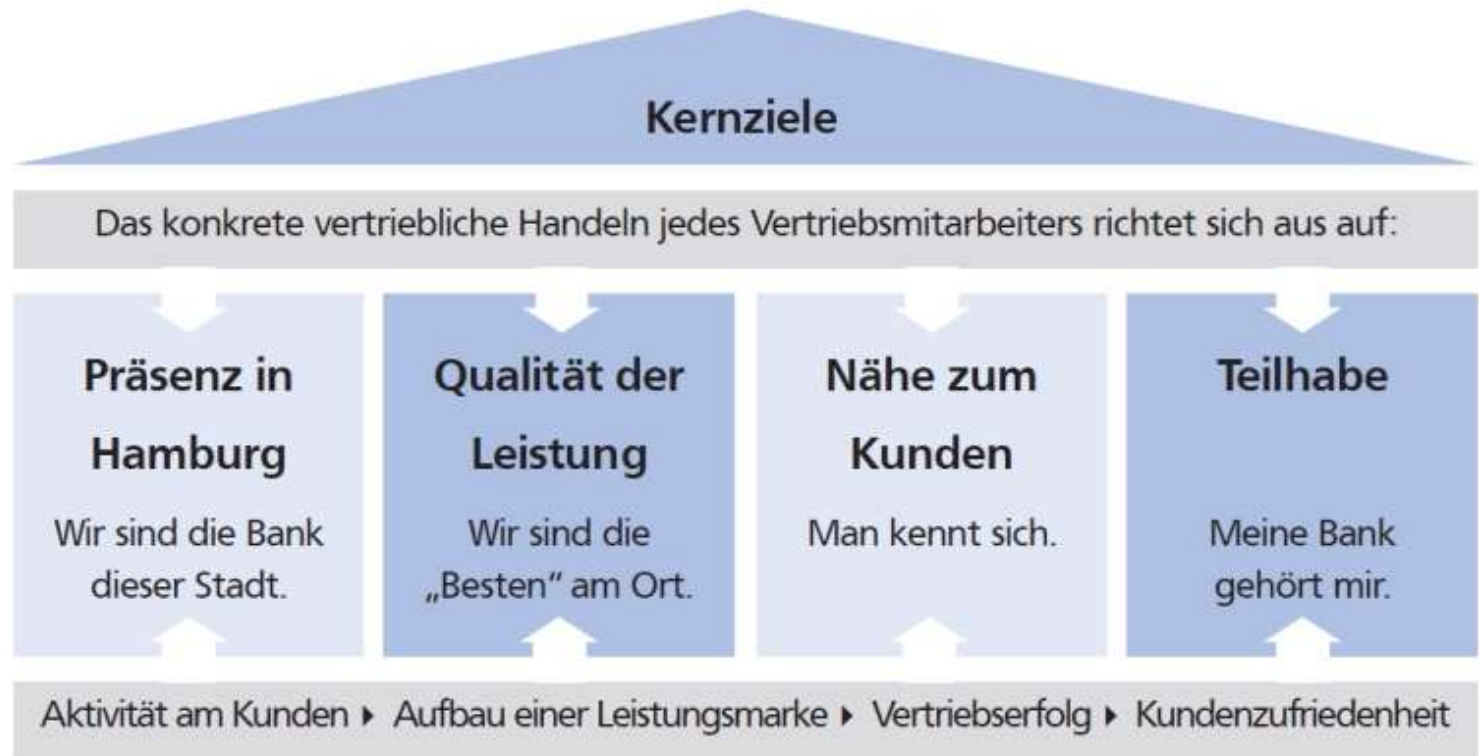 Kernziele
Das konkrete vertriebliche Handeln jedes Vertriebsmitarbeiters richtet sich aus auf:
Präsenz in
Hamburg
Wir sind die Bank
dieser Stadt.
Qualität der
Leistung
Wir sind die
„Besten“ am Ort.
Nähe zum
Kunden
Man kennt sich.
Teilhabe
Meine Bank
gehört mir.
Aktivität am Kunden ▸ Aufbau einer Leistungsmarke ▸ Vertriebserfolg ▸ Kundenzufriedenheit